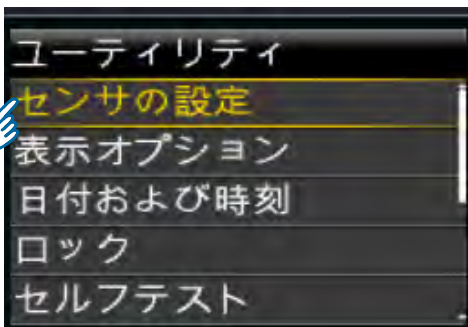 ユーティリティ
センサの設定
表示オプション
日付および時刻
ロック
セルフテスト